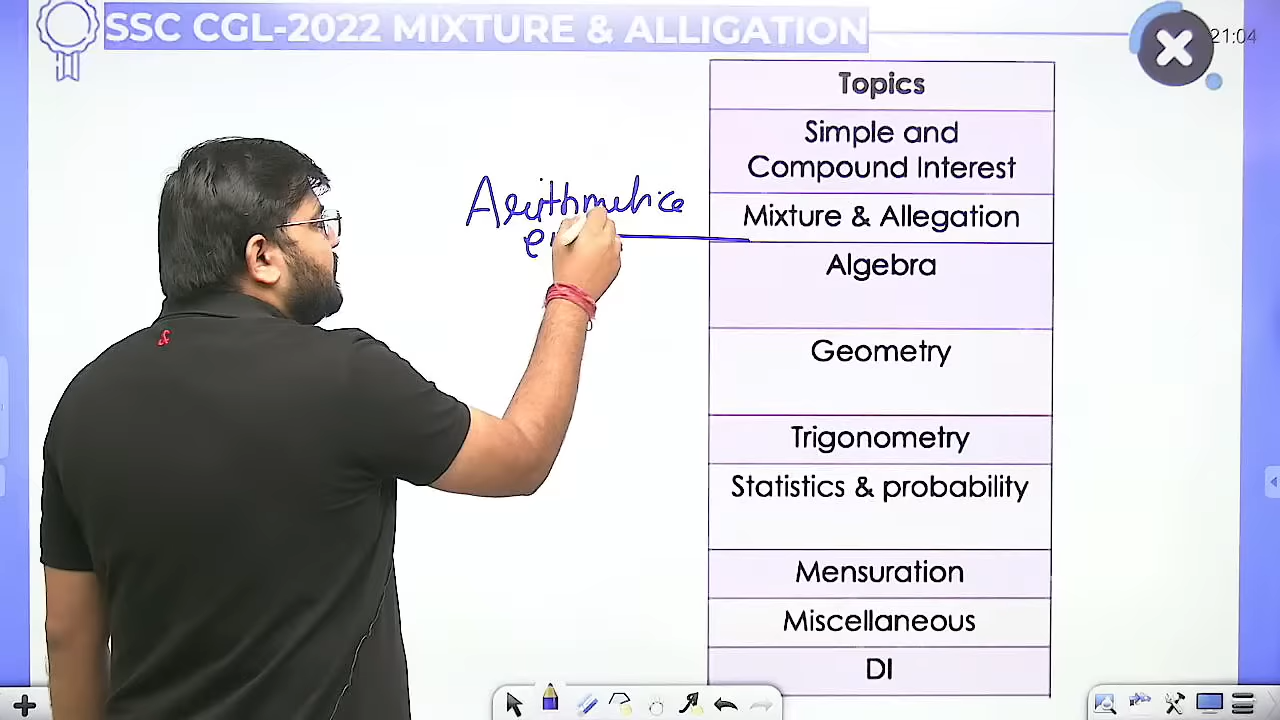 SSC CGL-2022 MIXTURE & ALLIGATION
21:04
Topics
Simple and
Compound Interest
Arithmetice
Mixture & Allegation
Algebra
Geometry
Trigonometry
Statistics & probability
Mensuration
Miscellaneous
DI